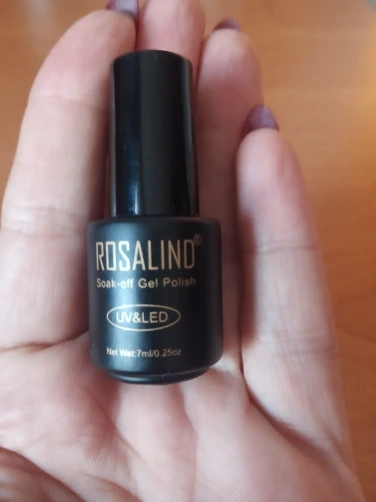 ROSALIND®
Soak-off Gel Polish
UV&LED
Net Wat:7ml/0.25oz